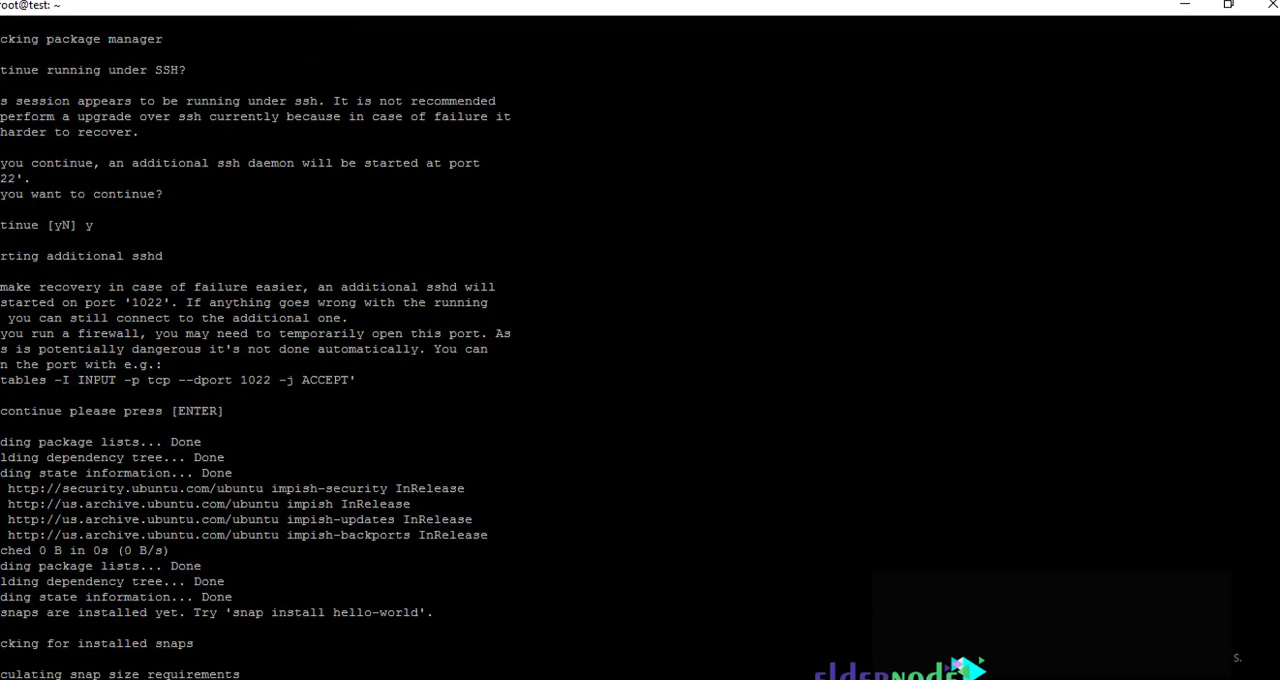 root@test: ~
cking package manager
tinue running under SSH?
s session appears to be running under ssh. It is not recommended
perform a upgrade over ssh currently because in case of failure it
harder to recover.
you continue, an additional ssh daemon will be started at port
22'.
you want to continue?
tinue [yN] y
rting additional sshd
make recovery in case of failure easier, an additional sshd will
started on port '1022'. If anything goes wrong with the running
you can still connect to the additional one.
you run a firewall, you may need to temporarily open this port. As
s is potentially dangerous it's not done automatically. You can
n the port with e.g.:
tables -I INPUT -p tcp --dport 1022 -j ACCEPT'
continue please press [ENTER]
ding package lists... Done
lding dependency tree... Done
ding state information... Done
http://security.ubuntu.com/ubuntu impish-security InRelease
http://us.archive.ubuntu.com/ubuntu impish InRelease
http://us.archive.ubuntu.com/ubuntu impish-updates InRelease
http://us.archive.ubuntu.com/ubuntu impish-backports InRelease
ched 0 B in 0s (0 B/s)
ding package lists... Done
lding dependency tree... Done
ding state information... Done
snaps are installed yet. Try 'snap install hello-world'.
cking for installed snaps
culating snap size requirements
S.
elderNode